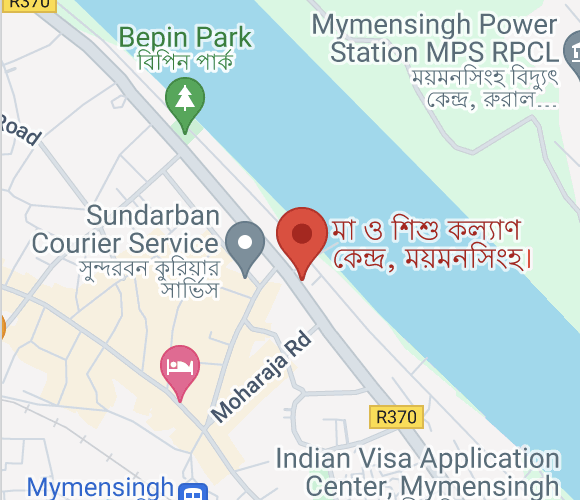 R370
Bepin Park
বিপিন পার্ক
Mymensingh Power
Station MPS RPCL
ময়মনসিংহ বিদ্যুৎ
কেন্দ্র, রুরাল...
Road
Sundarban
Courier Service
সুন্দরবন কুরিয়ার
সার্ভিস
মা ও শিশু কল্যাণ
কেন্দ্র, ময়মনসিংহ।
Moharaja Rd
R370
Indian Visa Application
Center, Mymensingh
Mymensingh